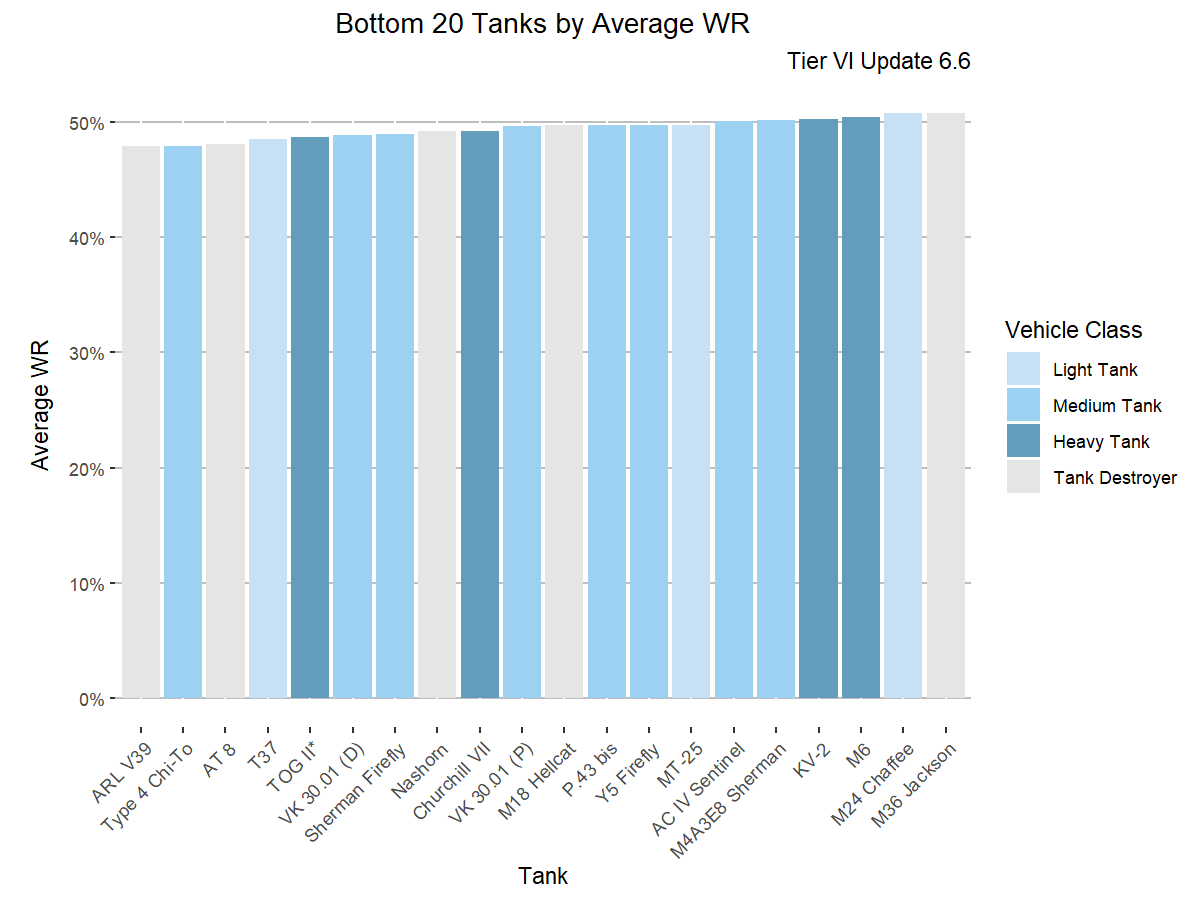 Bottom 20 Tanks by Average WR
Tier VI Update 6.6
Average WR
50%
40%
30%
20%
10%
0%
ARL V39
Type 4 Chi-To
AT 8
T37
TOG II*
VK 30.01 (D)
Sherman Firefly
Nashorn
Churchill VII
VK 30.01 (P)
M18 Hellcat
P.43 bis
Y5 Firefly
MT-25
AC IV Sentinel
M4A3E8 Sherman
KV-2
M6
M24 Chaffee
M36 Jackson
Tank
Vehicle Class
Light Tank
Medium Tank
Heavy Tank
Tank Destroyer